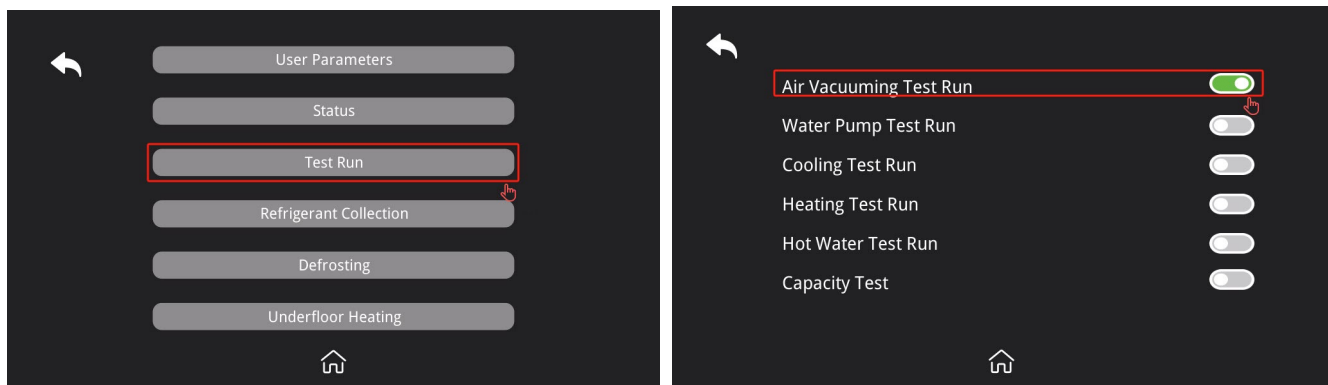 User Parameters
Status
Test Run
Refrigerant Collection
Defrosting
Underfloor Heating
Air Vacuuming Test Run
Water Pump Test Run
Cooling Test Run
Heating Test Run
Hot Water Test Run
Capacity Test